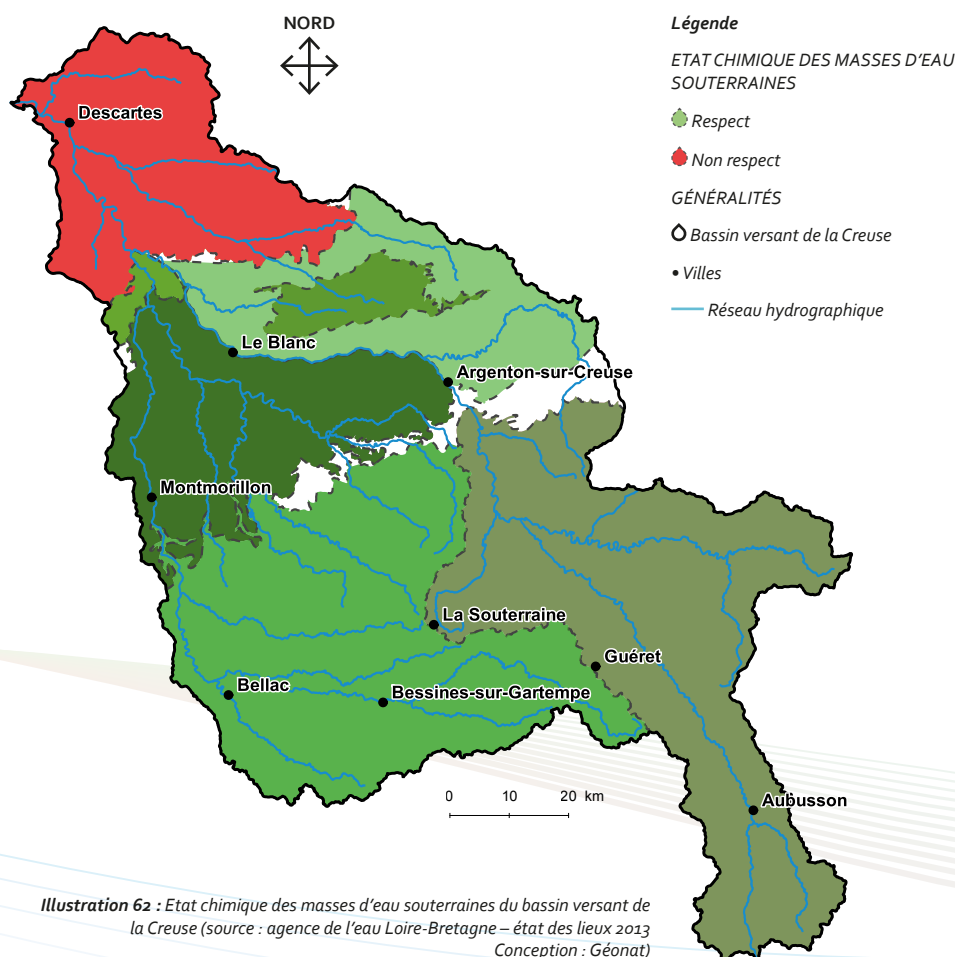 NORD
Légende
ETAT CHIMIQUE DES MASSES D'EAU
SOUTERRAINES
Respect
Non respect
GÉNÉRALITÉS
Bassin versant de la Creuse
Villes
Réseau hydrographique
Descartes
Le Blanc
Argenton-sur-Creuse
Montmorillon
La Souterraine
Guéret
Bellac
Bessines-sur-Gartempe
Aubusson
0 10 20 km
Illustration 62 : Etat chimique des masses d'eau souterraines du bassin versant de
la Creuse (source : agence de l'eau Loire-Bretagne – état des lieux 2013
Conception : Géonat)